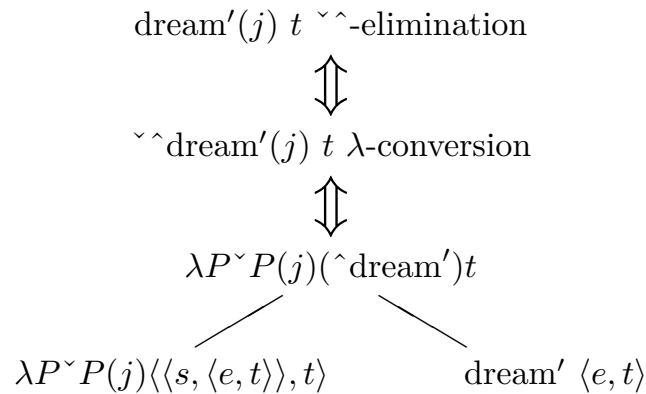 dream′(j) t ˇˆ-elimination
⇕
ˇˆdream′(j) t λ-conversion
⇕
λPˇP(j)(ˆdream′)t
λPˇP(j)⟨⟨s, ⟨e, t⟩⟩, t⟩ dream′ ⟨e, t⟩